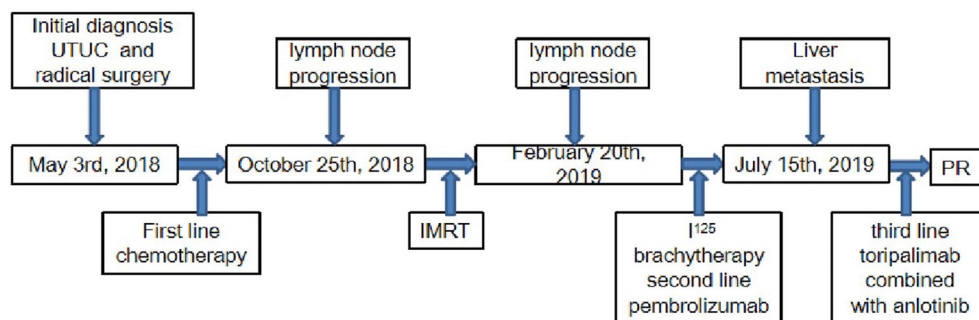 Initial diagnosis
UTUC and
radical surgery
lymph node
progression
lymph node
progression
Liver
metastasis
May 3rd, 2018
October 25th, 2018
February 20th,
2019
July 15th, 2019
PR
First line
chemotherapy
IMRT
I¹²⁵
brachytherapy
second line
pembrolizumab
third line
toripalimab
combined
with anlotinib